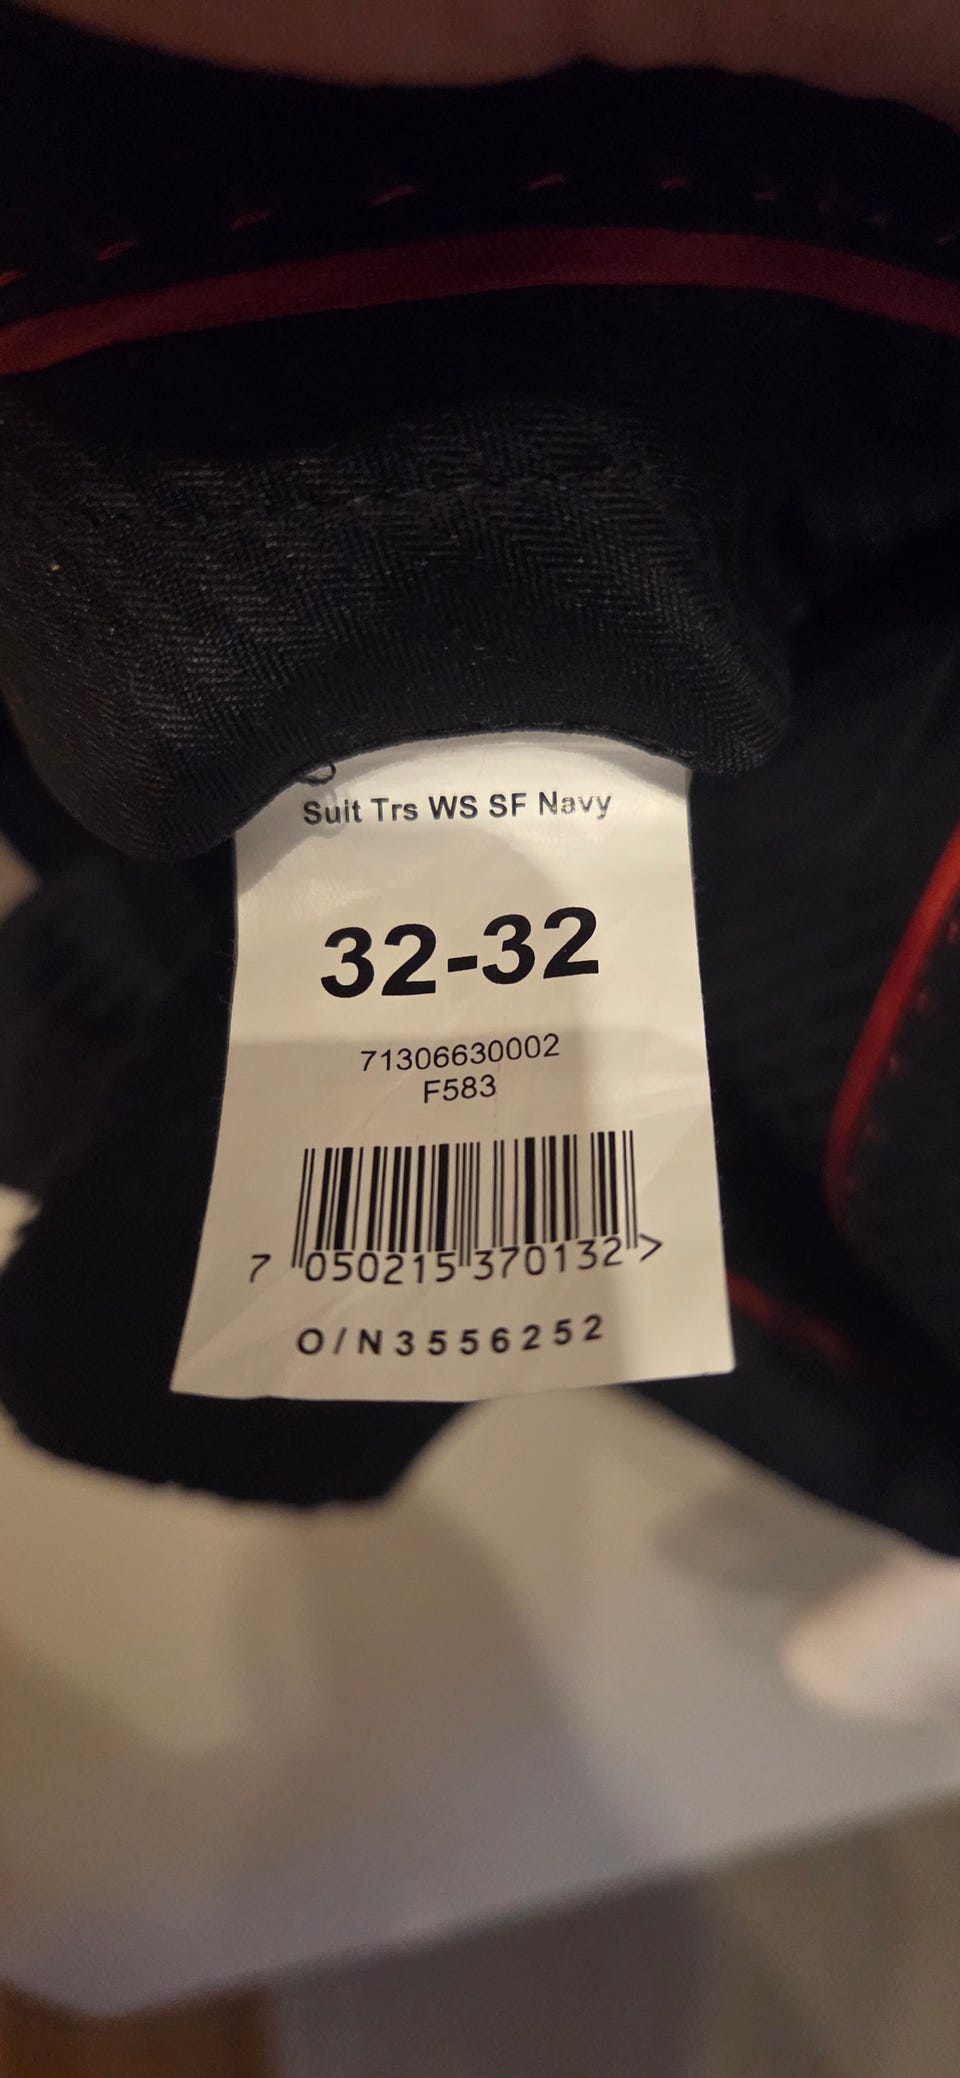 Suit Trs WS SF Navy
32-32
71306630002
F583
7 050215 370132 >
O/N3556252